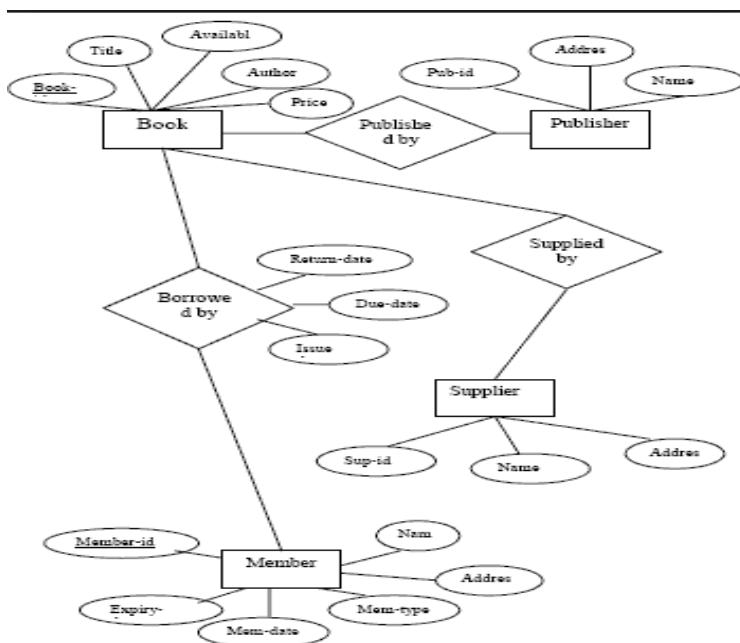 Availabl
Title
Book-
Author
Price
Book
Publishe
d by
Pub-id
Addres
Name
Publisher
Return-date
Due-date
Issue
Borrowe
d by
Supplied
by
Supplier
Sup-id
Name
Addres
Member-id
Nam
Member
Addres
Expiry-
Mem-date
Mem-type